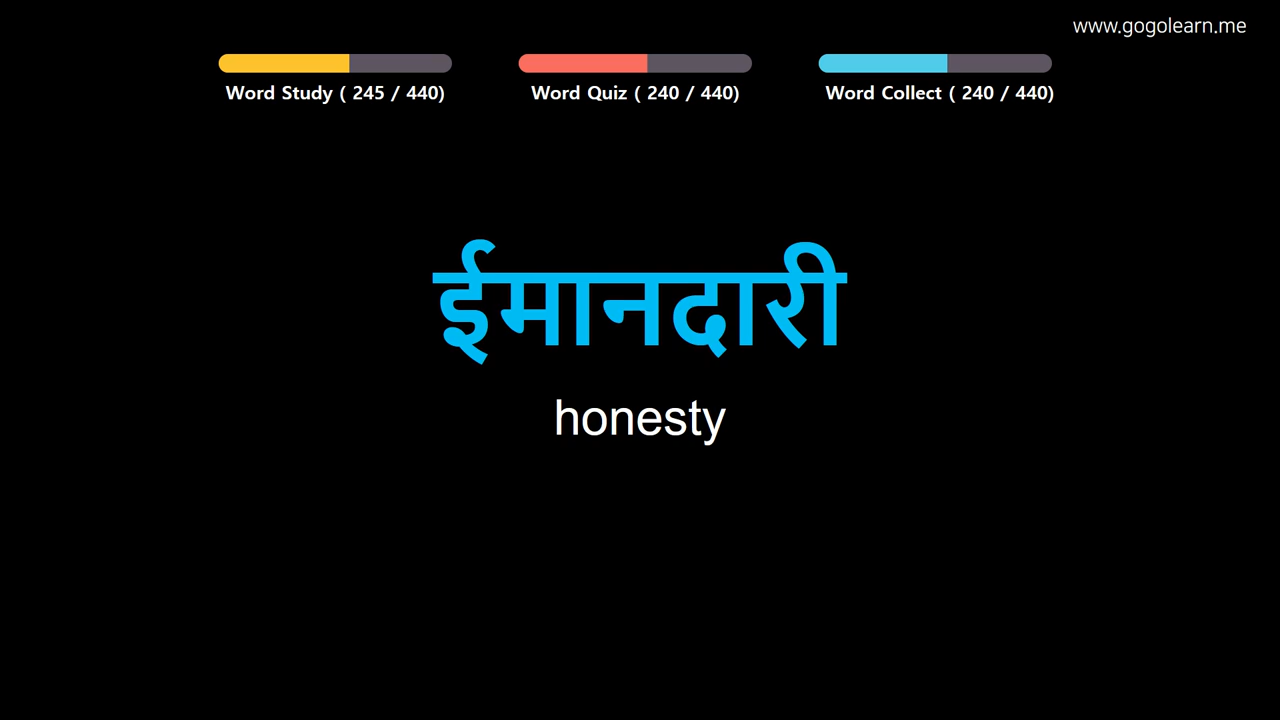 www.gogolearn.me
Word Study ( 245 / 440)
Word Quiz ( 240 / 440)
Word Collect ( 240 / 440)
ईमानदारी
honesty